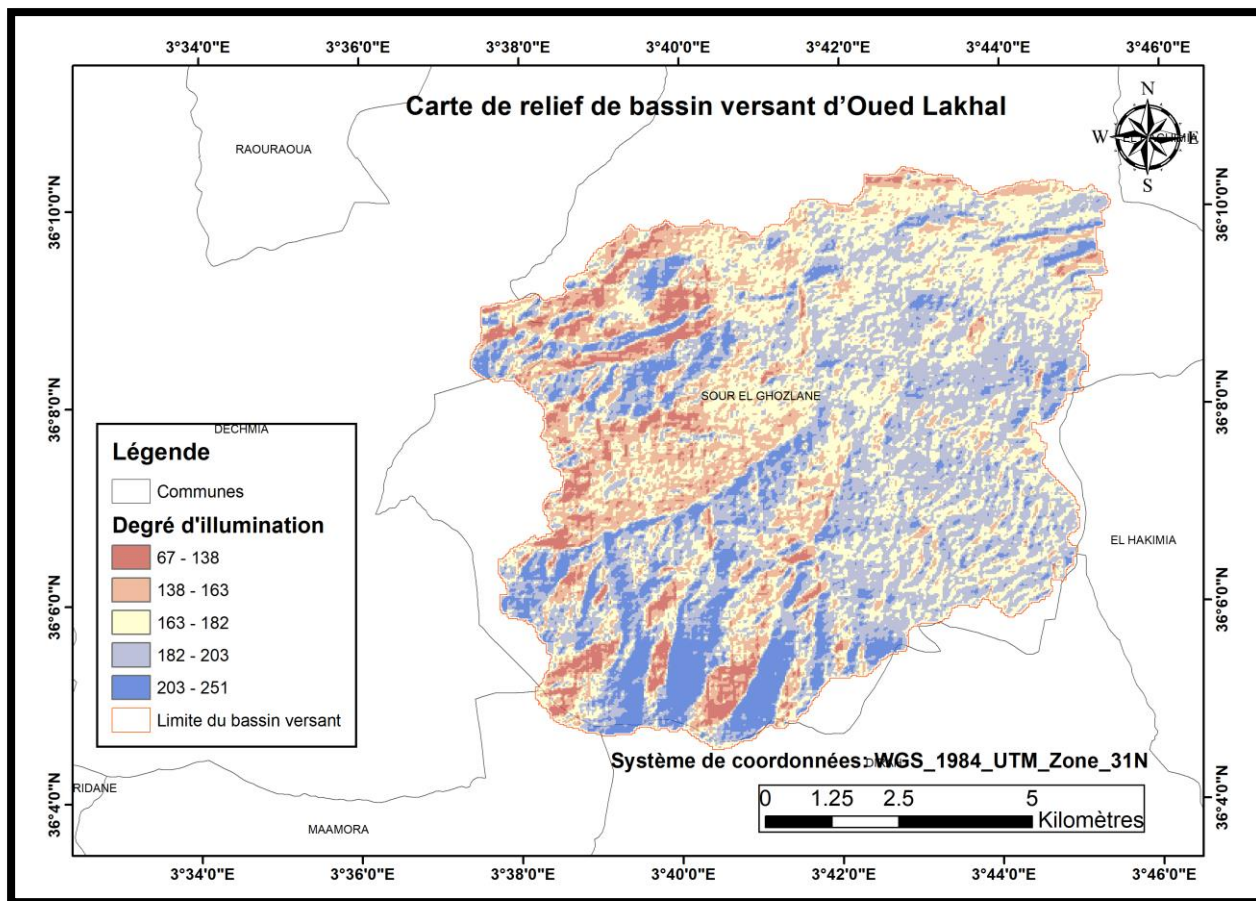 3°34'0"E 3°36'0"E 3°38'0"E 3°40'0"E 3°42'0"E 3°44'0"E 3°46'0"E
Carte de relief de bassin versant d'Oued Lakhal
N
W E
S
RAOURAOUA
36°10'0"N 36°10'0"N
36°8'0"N 36°8'0"N
SOUR EL GHOZLANE
DECHMIA
Légende
Communes
Degré d'illumination
67 - 138
138 - 163
163 - 182
182 - 203
203 - 251
Limite du bassin versant
EL HAKIMIA
36°6'0"N 36°6'0"N
Système de coordonnées: WGS_1984_UTM_Zone_31N
RIDANE
MAAMORA
36°4'0"N 36°4'0"N
0 1.25 2.5 5
Kilomètres
3°34'0"E 3°36'0"E 3°38'0"E 3°40'0"E 3°42'0"E 3°44'0"E 3°46'0"E